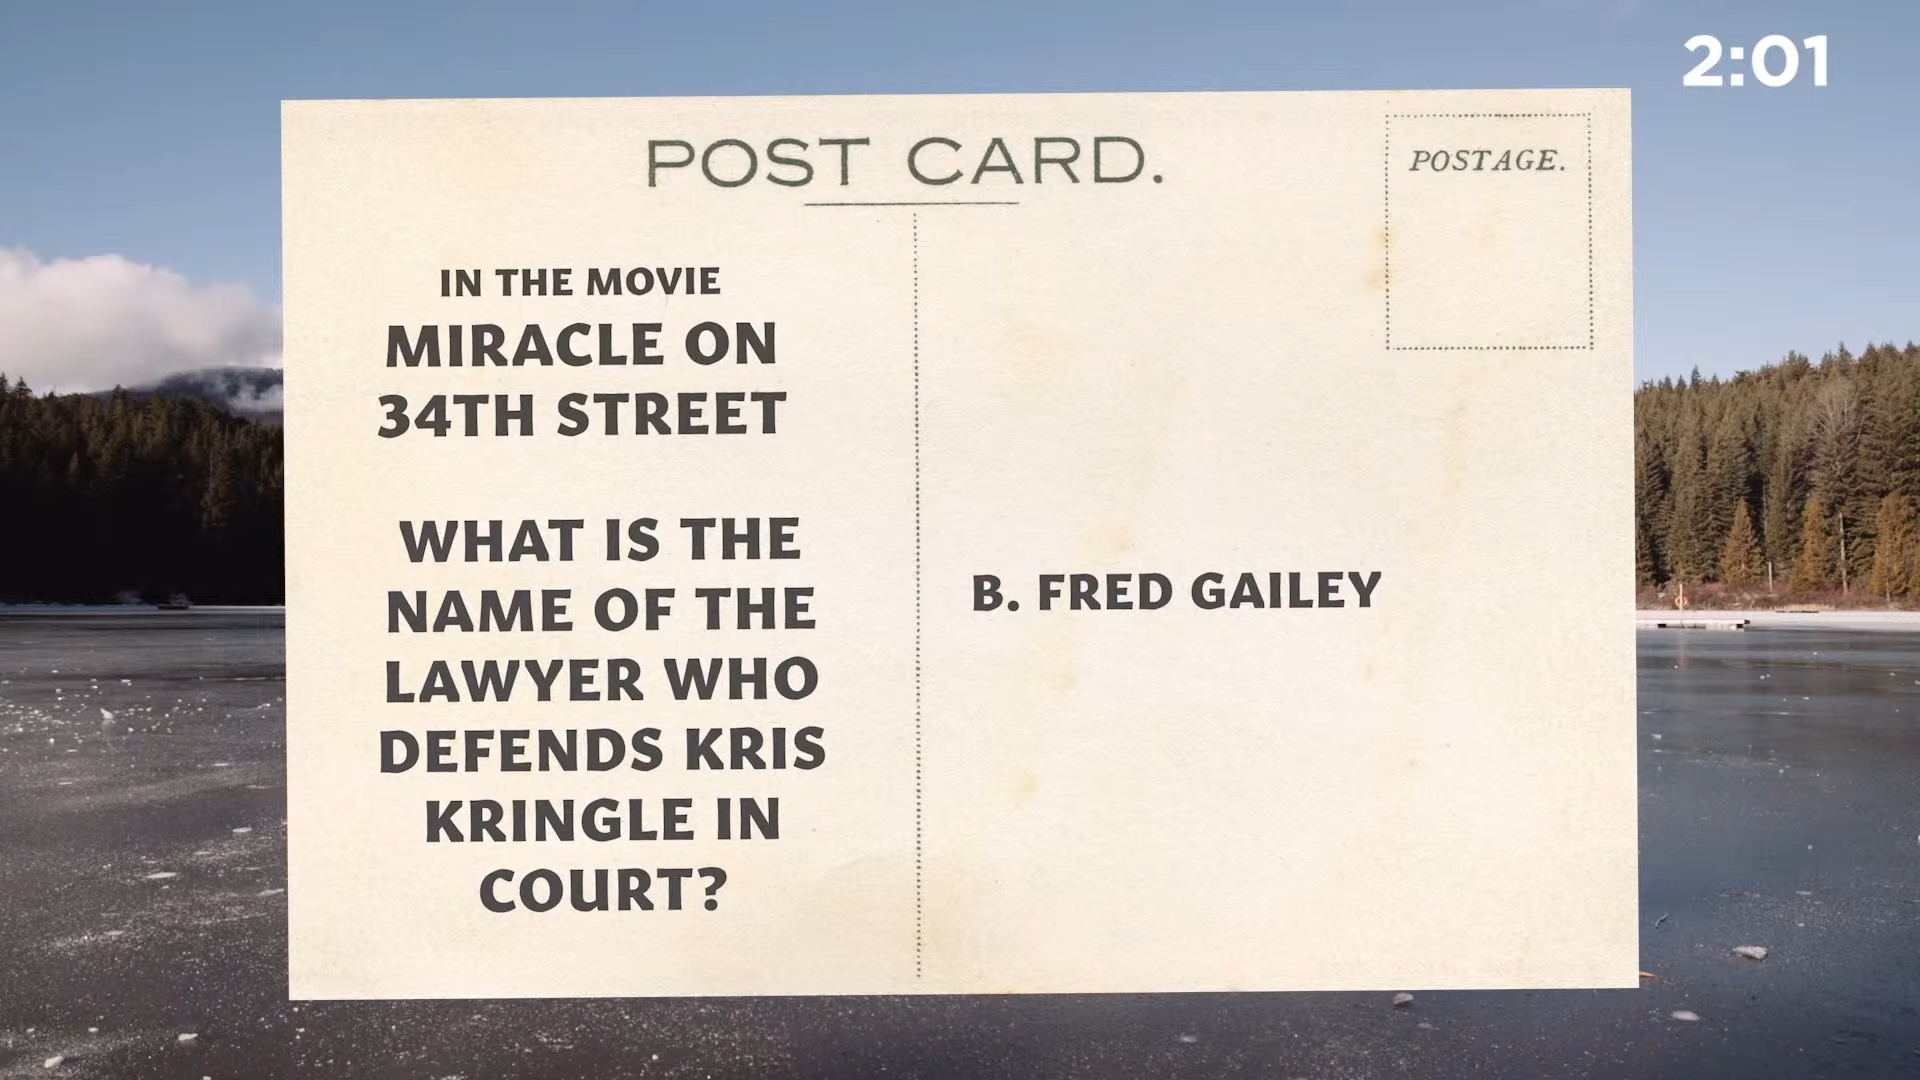 2:01
POST CARD.
POSTAGE.
IN THE MOVIE
MIRACLE ON
34TH STREET
WHAT IS THE
NAME OF THE
LAWYER WHO
DEFENDS KRIS
KRINGLE IN
COURT?
B. FRED GAILEY